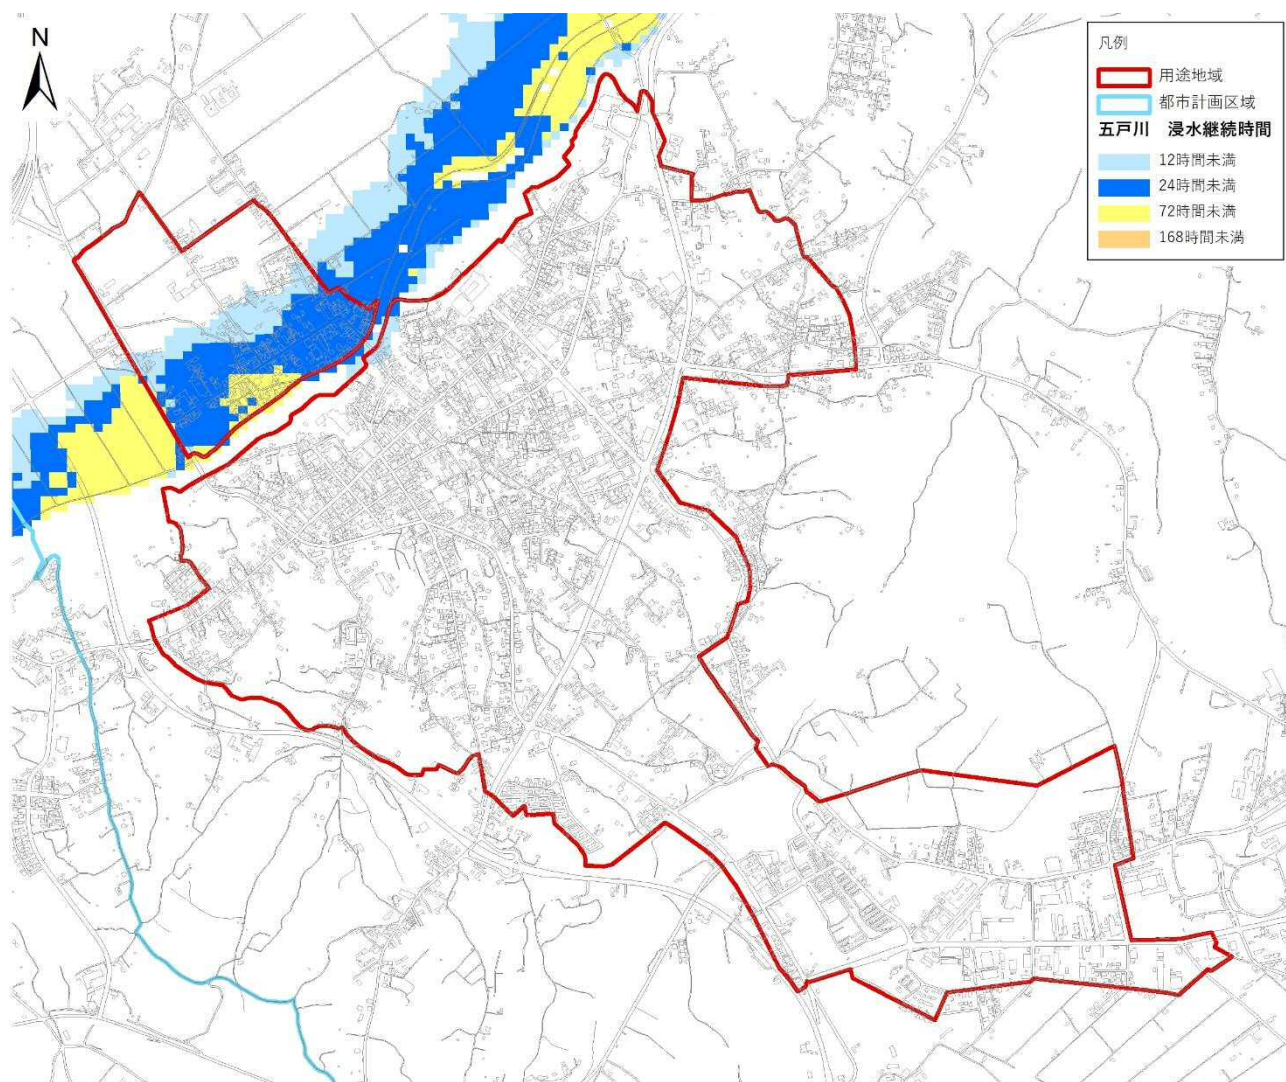 N
凡例
用途地域
都市計画区域
五戸川 浸水継続時間
12時間未満
24時間未満
72時間未満
168時間未満